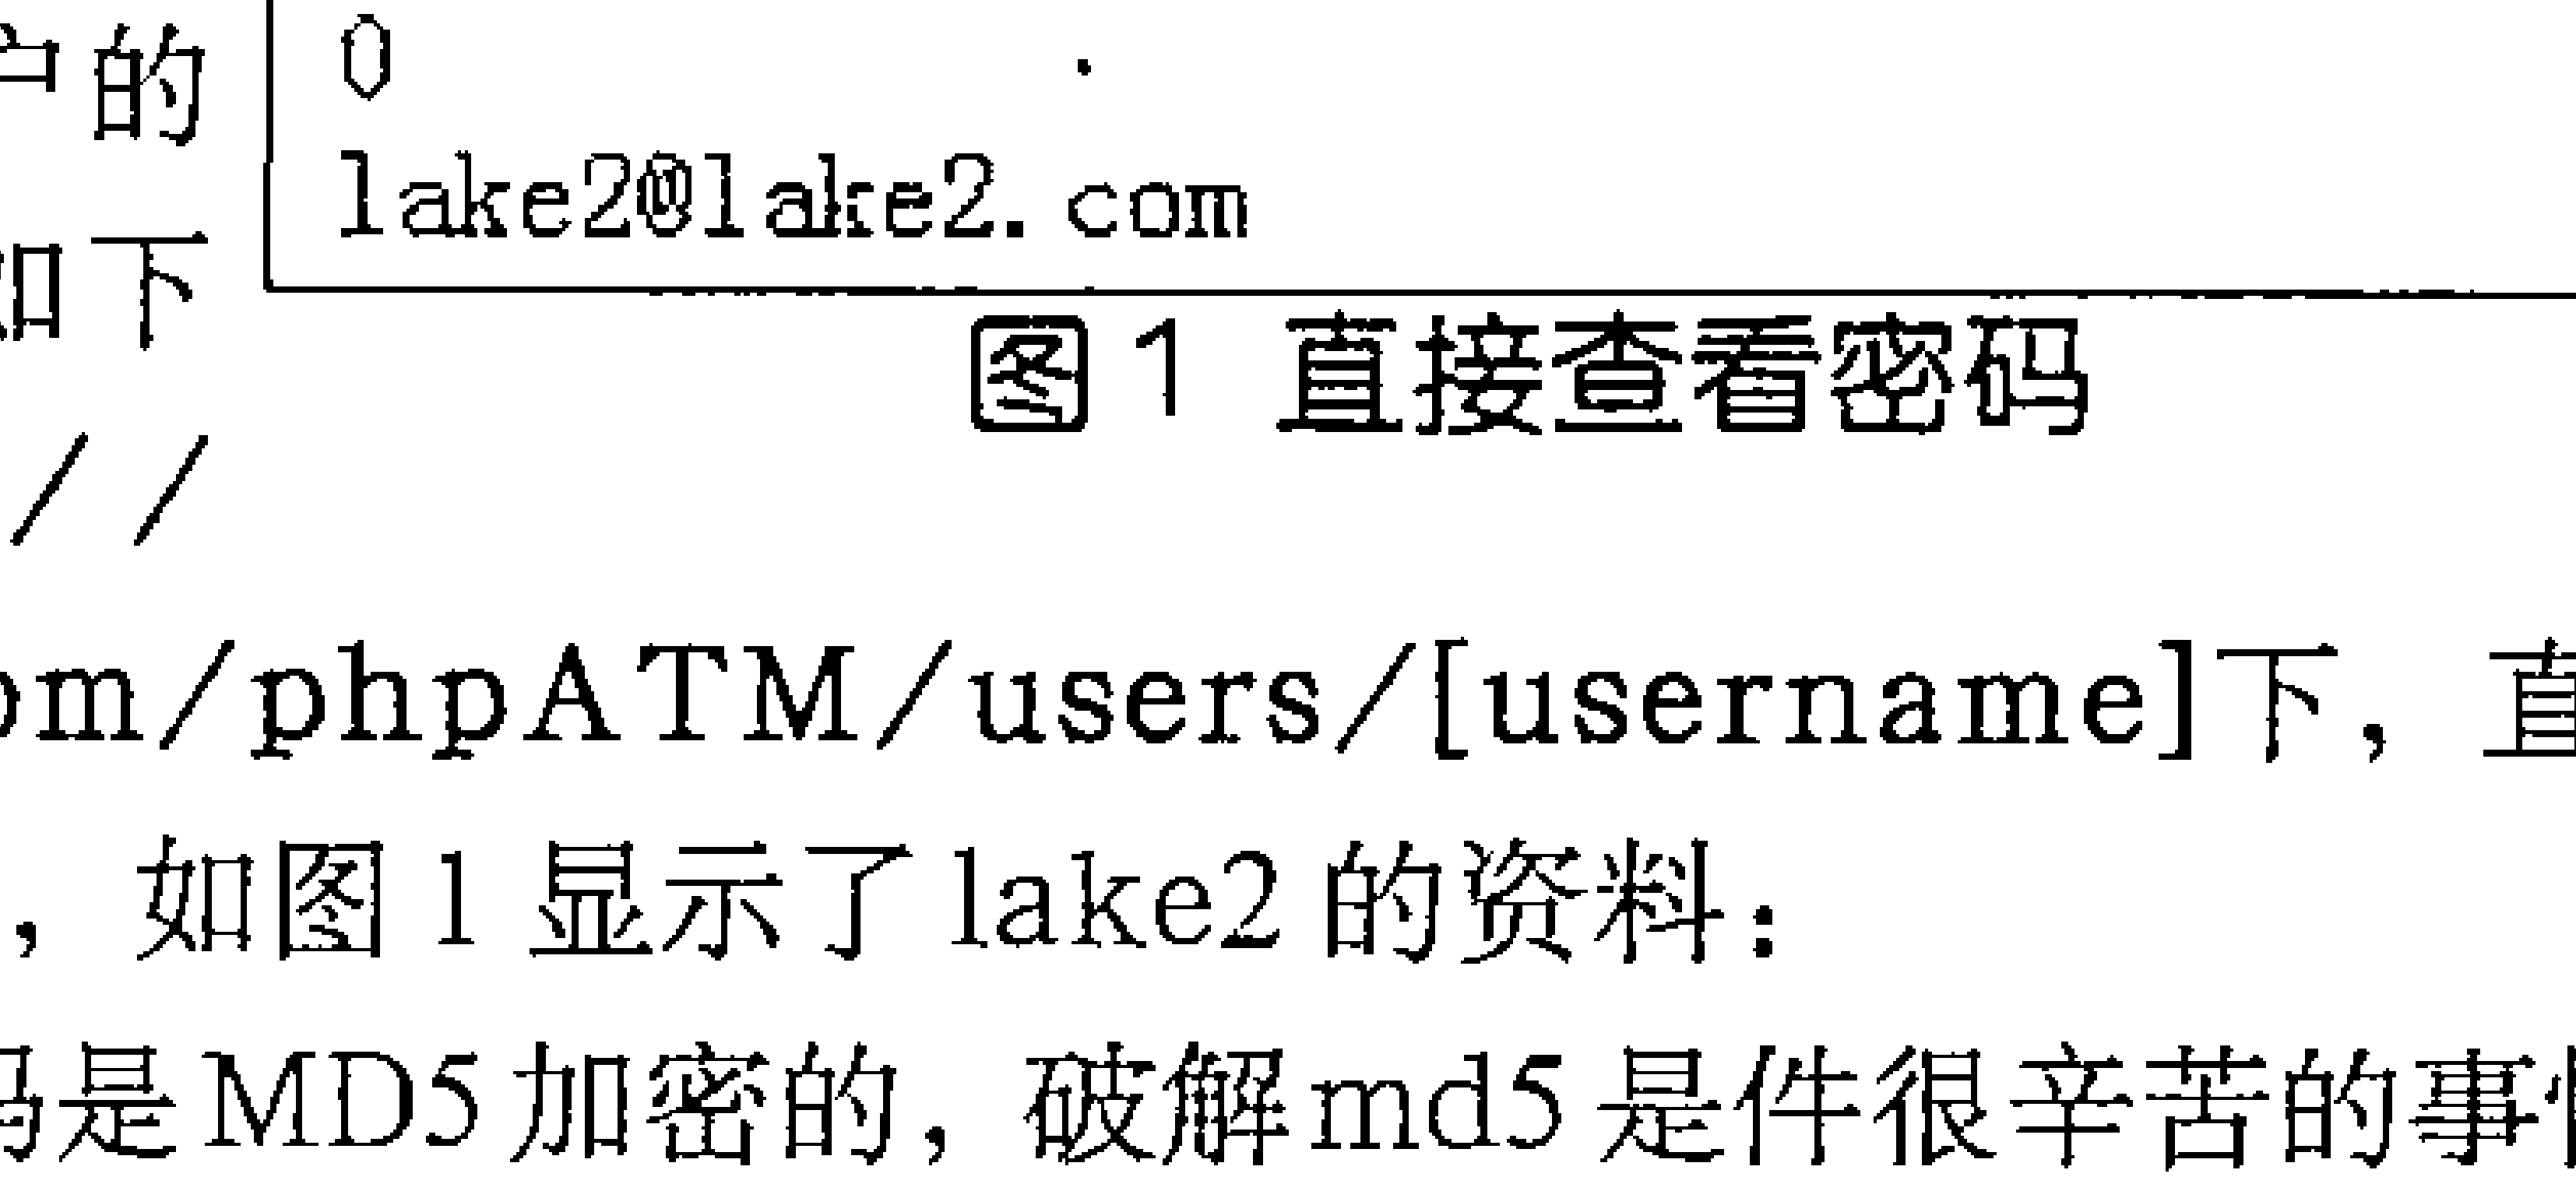 户的
0
lake2@lake2.com
如下
图1 直接查看密码
//
om/phpATM/users/[username]下，直
，如图1显示了lake2的资料：
码是MD5加密的，破解md5是件很辛苦的事情